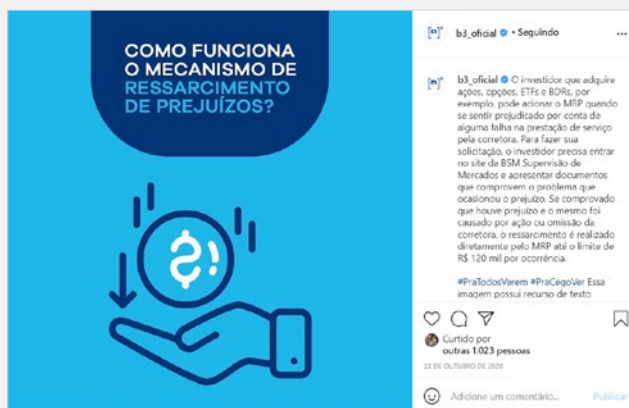 COMO FUNCIONA
O MECANISMO DE
RESSARCIMENTO
DE PREJUÍZOS?
b3_oficial • Seguindo
b3_oficial O investidor que adquire
ações, opções, ETFs e BDRs, por
exemplo, pode acionar o MRP quando
se sentir prejudicado por conta de
alguma falha na prestação de serviço
pela corretora. Para fazer sua
solicitação, o investidor precisa entrar
no site da BSM Supervisão de
Mercados e apresentar documentos
que comprovem o problema que
ocasionou o prejuízo. Se comprovado
que houve prejuízo e o mesmo foi
causado por ação ou omissão da
corretora, o ressarcimento é realizado
diretamente pelo MRP até o limite de
R$ 120 mil por ocorrência.
#PraTodosVerem #PraCegoVer Essa
imagem possui recurso de texto
Curtido por
outras 1.023 pessoas
23 DE OUTUBRO DE 2020
Adicione um comentário... Publicar